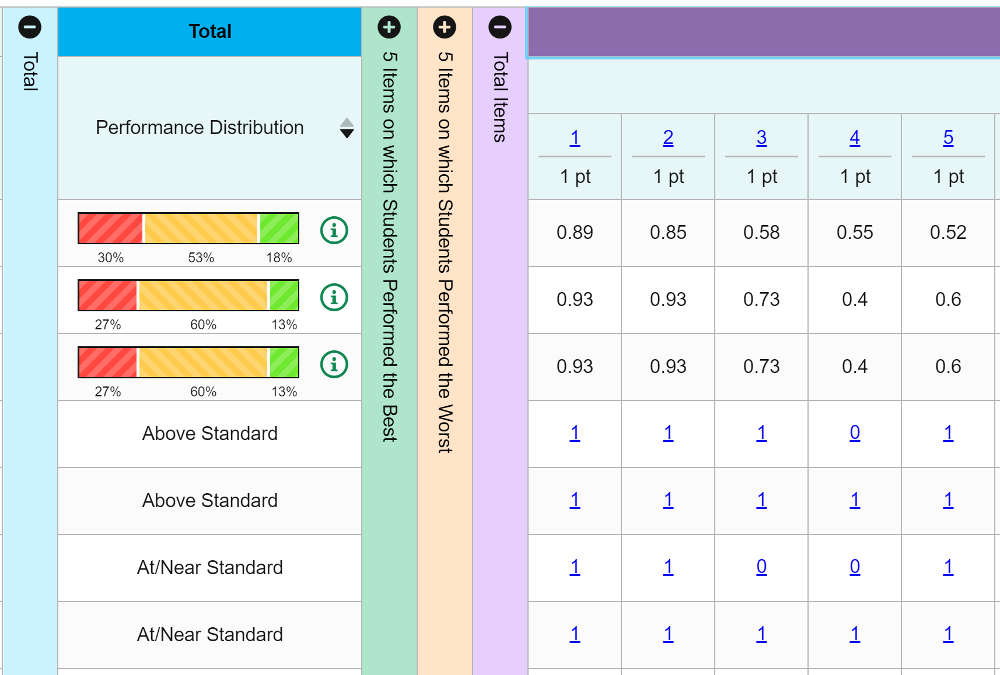 Total
Total
Performance Distribution
5 Items on which Students Performed the Best
5 Items on which Students Performed the Worst
Total Items
1 2 3 4 5
1 pt 1 pt 1 pt 1 pt 1 pt
30% 53% 18% 0.89 0.85 0.58 0.55 0.52
27% 60% 13% 0.93 0.93 0.73 0.4 0.6
27% 60% 13% 0.93 0.93 0.73 0.4 0.6
Above Standard 1 1 1 0 1
Above Standard 1 1 1 1 1
At/Near Standard 1 1 0 0 1
At/Near Standard 1 1 1 1 1